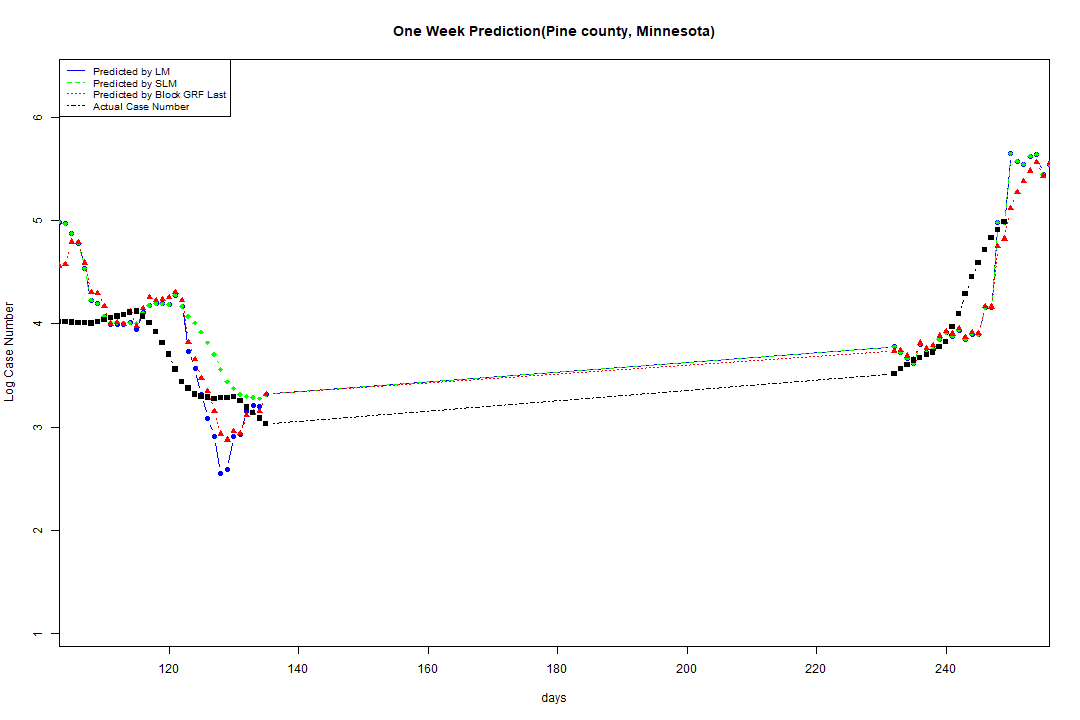 One Week Prediction(Pine county, Minnesota)
Predicted by LM
Predicted by SLM
Predicted by Block GRF Last
Actual Case Number
Log Case Number
6
5
4
3
2
1
120 140 160 180 200 220 240
days